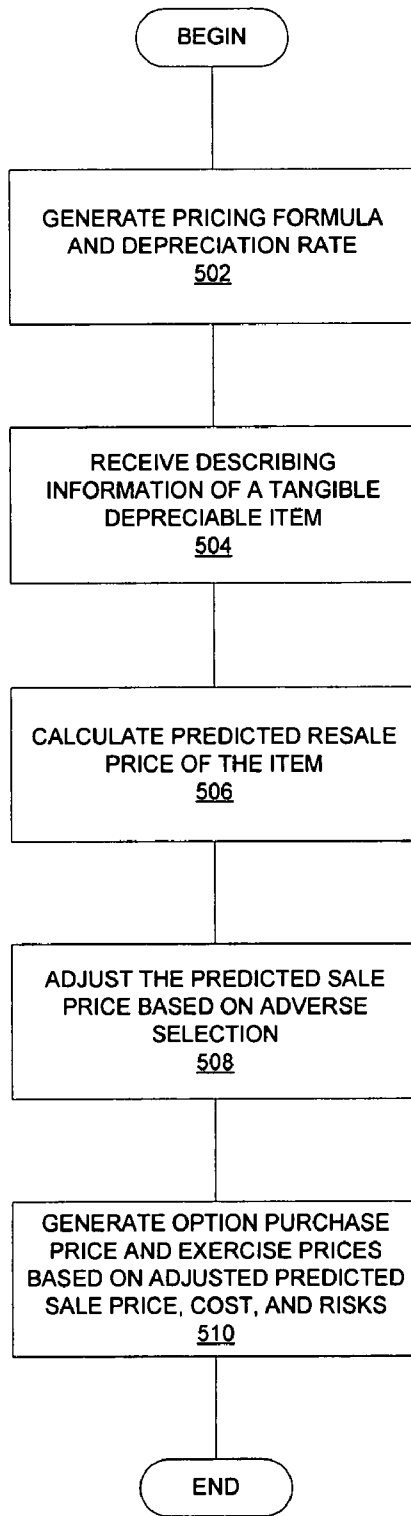 BEGIN
GENERATE PRICING FORMULA
AND DEPRECIATION RATE
502
RECEIVE DESCRIBING
INFORMATION OF A TANGIBLE
DEPRECIABLE ITEM
504
CALCULATE PREDICTED RESALE
PRICE OF THE ITEM
506
ADJUST THE PREDICTED SALE
PRICE BASED ON ADVERSE
SELECTION
508
GENERATE OPTION PURCHASE
PRICE AND EXERCISE PRICES
BASED ON ADJUSTED PREDICTED
SALE PRICE, COST, AND RISKS
510
END